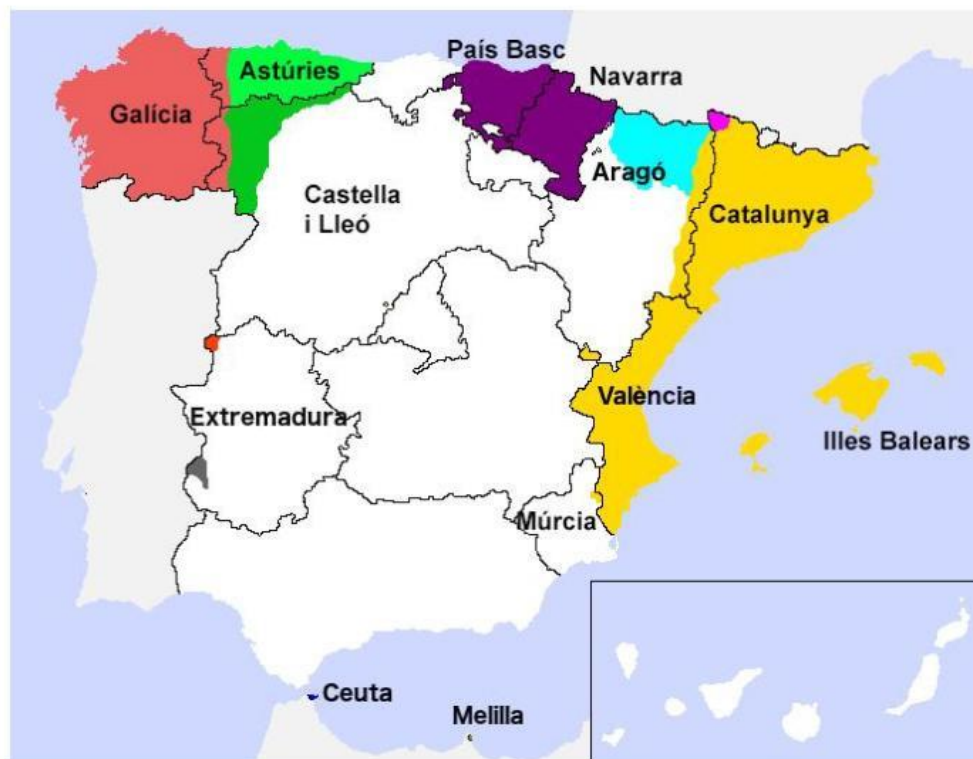 País Basc
Astúries
Navarra
Galícia
Aragó
Castella
i Lleó
Catalunya
València
Extremadura
Illes Balears
Múrcia
Ceuta
Melilla